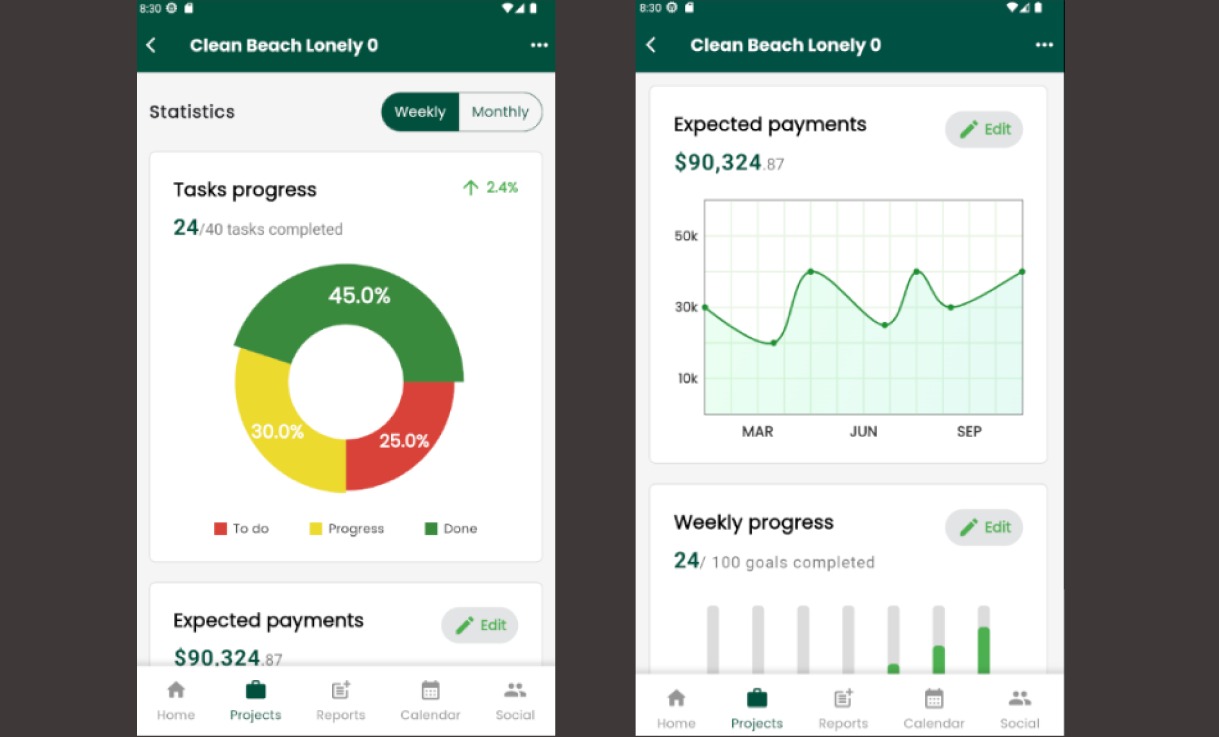 8:30
Clean Beach Lonely 0
Statistics
Weekly Monthly
Tasks progress
2.4%
24/40 tasks completed
45.0%
30.0%
25.0%
To do Progress Done
Expected payments
Edit
$90,324.87
Home Projects Reports Calendar Social
8:30
Clean Beach Lonely 0
Expected payments
Edit
$90,324.87
50k
30k
10k
MAR JUN SEP
Weekly progress
Edit
24/ 100 goals completed
Home Projects Reports Calendar Social